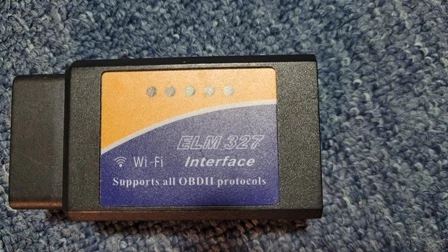 ELM 327
Wi-Fi Interface
Supports all OBDII protocols